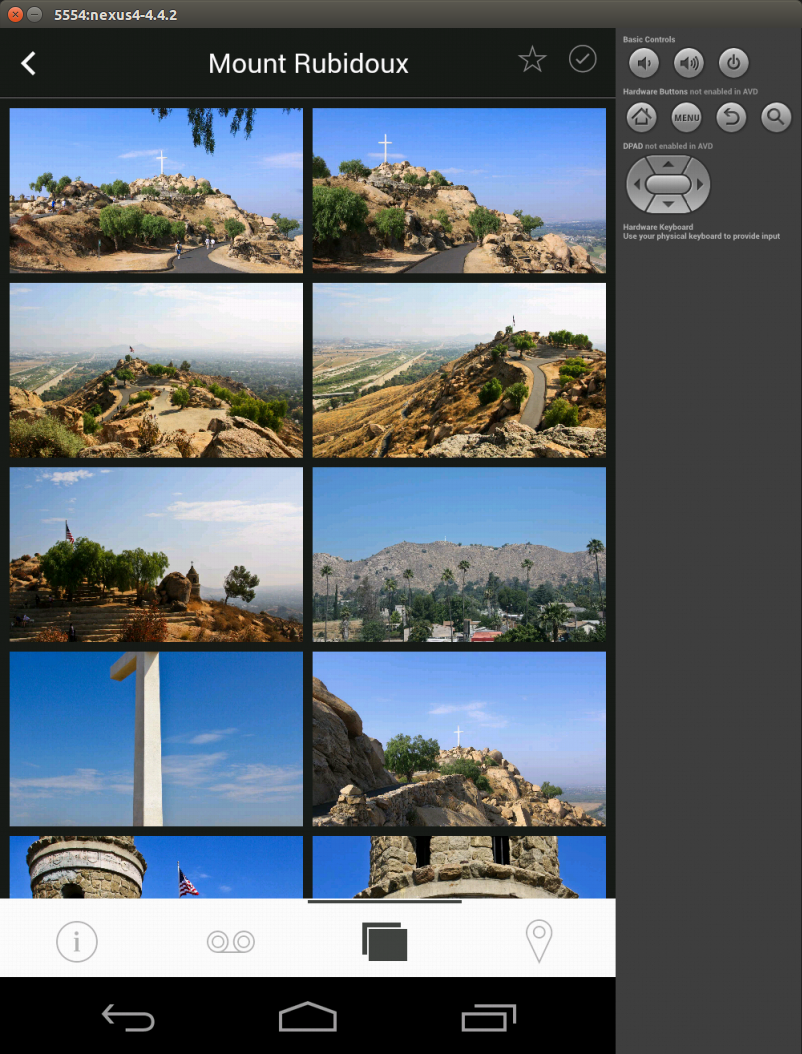 5554:nexus4-4.4.2
Mount Rubidoux
Basic Controls
Hardware Buttons not enabled in AVD
MENU
DPAD not enabled in AVD
Hardware Keyboard
Use your physical keyboard to provide input
i